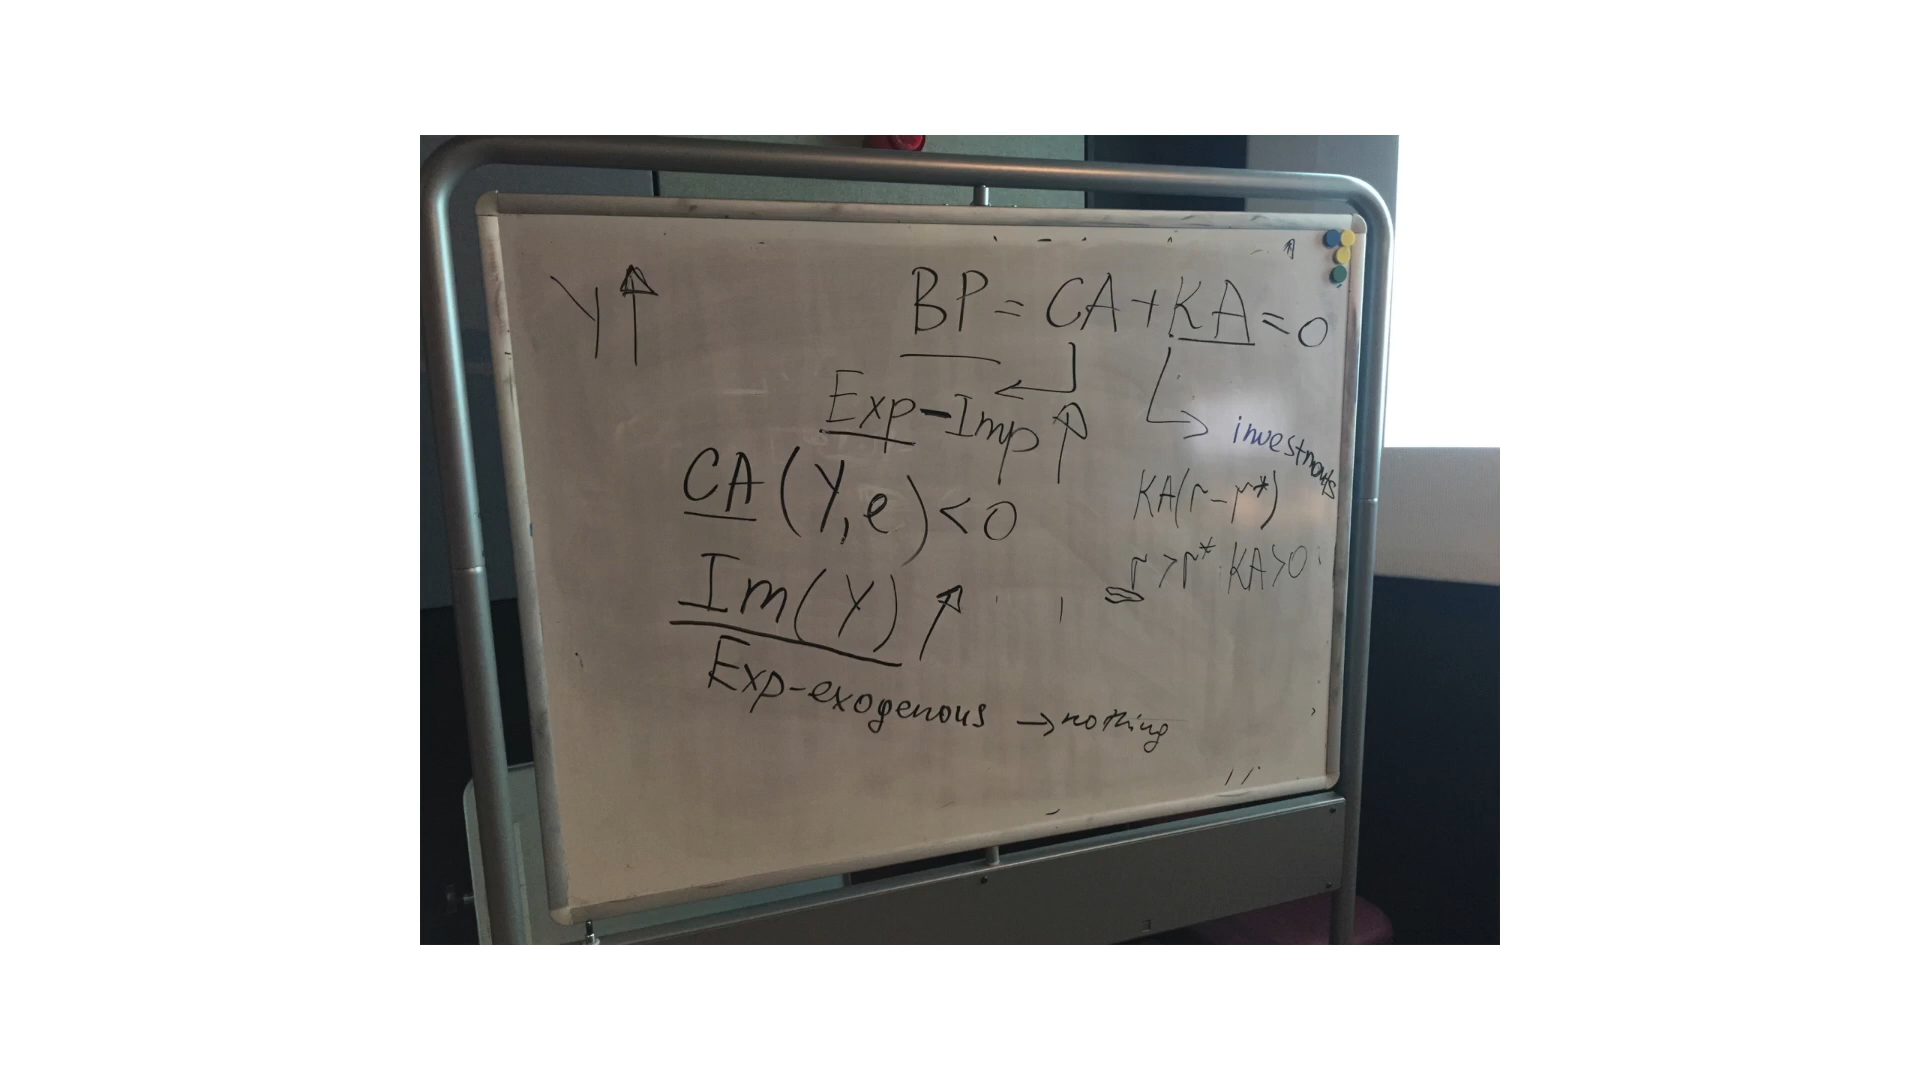 Y↑
BP = CA + KA = 0
Exp - Imp ↑
investments
CA (Y, e) < 0
KA(r - r*)
r > r* KA > 0
Im(Y) ↑
Exp-exogenous → nothing